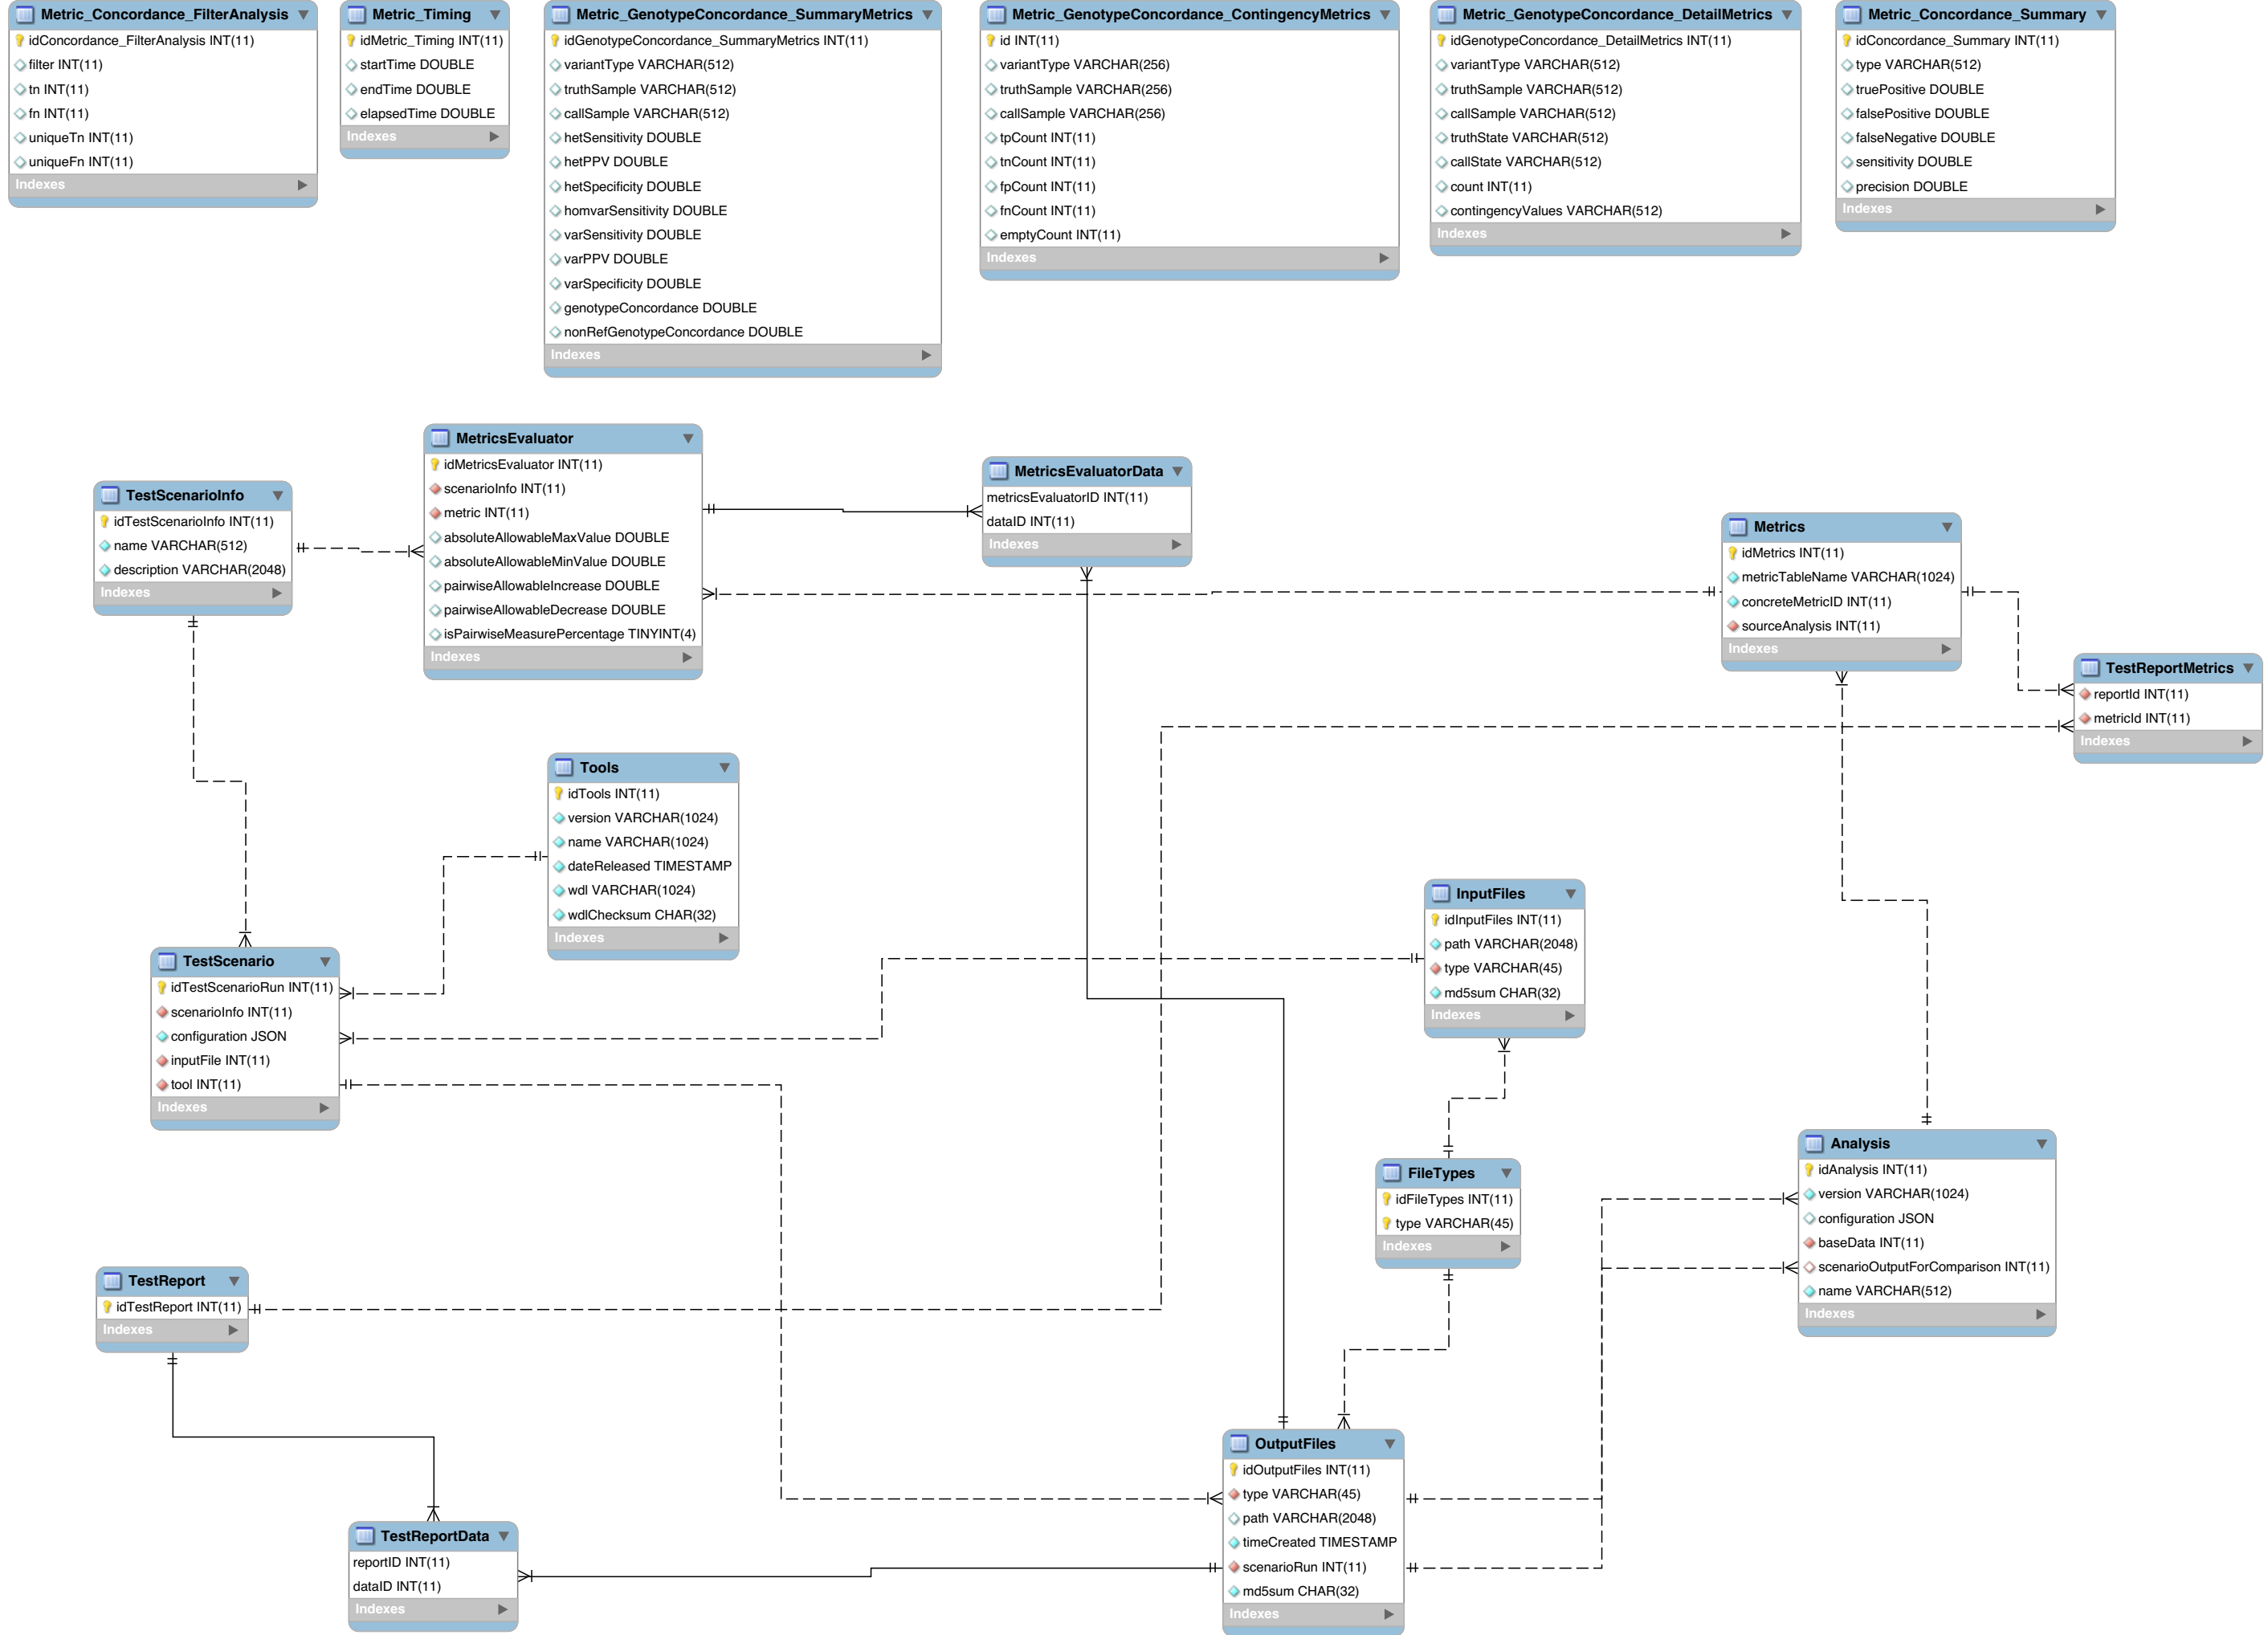 Metric_Concordance_FilterAnalysis
idConcordance_FilterAnalysis INT(11)
filter INT(11)
tn INT(11)
fn INT(11)
uniqueTn INT(11)
uniqueFn INT(11)
Indexes
Metric_Timing
idMetric_Timing INT(11)
startTime DOUBLE
endTime DOUBLE
elapsedTime DOUBLE
Indexes
Metric_GenotypeConcordance_SummaryMetrics
idGenotypeConcordance_SummaryMetrics INT(11)
variantType VARCHAR(512)
truthSample VARCHAR(512)
callSample VARCHAR(512)
hetSensitivity DOUBLE
hetPPV DOUBLE
hetSpecificity DOUBLE
homvarSensitivity DOUBLE
varSensitivity DOUBLE
varPPV DOUBLE
varSpecificity DOUBLE
genotypeConcordance DOUBLE
nonRefGenotypeConcordance DOUBLE
Indexes
Metric_GenotypeConcordance_ContingencyMetrics
id INT(11)
variantType VARCHAR(256)
truthSample VARCHAR(256)
callSample VARCHAR(256)
tpCount INT(11)
tnCount INT(11)
fpCount INT(11)
fnCount INT(11)
emptyCount INT(11)
Indexes
Metric_GenotypeConcordance_DetailMetrics
idGenotypeConcordance_DetailMetrics INT(11)
variantType VARCHAR(512)
truthSample VARCHAR(512)
callSample VARCHAR(512)
truthState VARCHAR(512)
callState VARCHAR(512)
count INT(11)
contingencyValues VARCHAR(512)
Indexes
Metric_Concordance_Summary
idConcordance_Summary INT(11)
type VARCHAR(512)
truePositive DOUBLE
falsePositive DOUBLE
falseNegative DOUBLE
sensitivity DOUBLE
precision DOUBLE
Indexes
MetricsEvaluator
idMetricsEvaluator INT(11)
scenarioInfo INT(11)
metric INT(11)
absoluteAllowableMaxValue DOUBLE
absoluteAllowableMinValue DOUBLE
pairwiseAllowableIncrease DOUBLE
pairwiseAllowableDecrease DOUBLE
isPairwiseMeasurePercentage TINYINT(4)
Indexes
MetricsEvaluatorData
metricsEvaluatorID INT(11)
dataID INT(11)
Indexes
TestScenarioInfo
idTestScenarioInfo INT(11)
name VARCHAR(512)
description VARCHAR(2048)
Indexes
Metrics
idMetrics INT(11)
metricTableName VARCHAR(1024)
concreteMetricID INT(11)
sourceAnalysis INT(11)
Indexes
TestReportMetrics
reportId INT(11)
metricId INT(11)
Indexes
Tools
idTools INT(11)
version VARCHAR(1024)
name VARCHAR(1024)
dateReleased TIMESTAMP
wdl VARCHAR(1024)
wdlChecksum CHAR(32)
Indexes
InputFiles
idInputFiles INT(11)
path VARCHAR(2048)
type VARCHAR(45)
md5sum CHAR(32)
Indexes
TestScenario
idTestScenarioRun INT(11)
scenarioInfo INT(11)
configuration JSON
inputFile INT(11)
tool INT(11)
Indexes
Analysis
idAnalysis INT(11)
version VARCHAR(1024)
configuration JSON
baseData INT(11)
scenarioOutputForComparison INT(11)
name VARCHAR(512)
Indexes
FileTypes
idFileTypes INT(11)
type VARCHAR(45)
Indexes
TestReport
idTestReport INT(11)
Indexes
OutputFiles
idOutputFiles INT(11)
type VARCHAR(45)
path VARCHAR(2048)
timeCreated TIMESTAMP
scenarioRun INT(11)
md5sum CHAR(32)
Indexes
TestReportData
reportID INT(11)
dataID INT(11)
Indexes